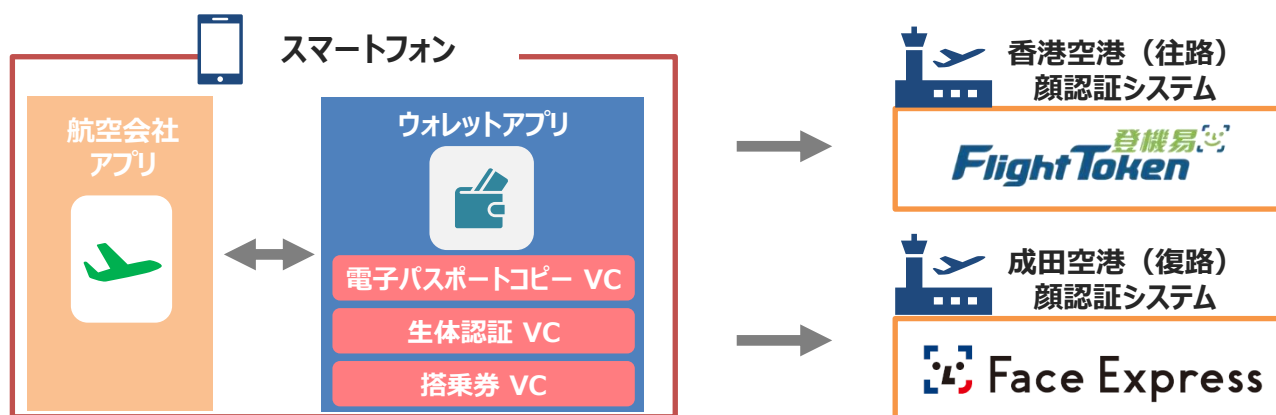 スマートフォン
航空会社
アプリ
ウォレットアプリ
電子パスポートコピー VC
生体認証 VC
搭乗券 VC
香港空港（往路）
顔認証システム
登機易
FlightToken
成田空港（復路）
顔認証システム
Face Express